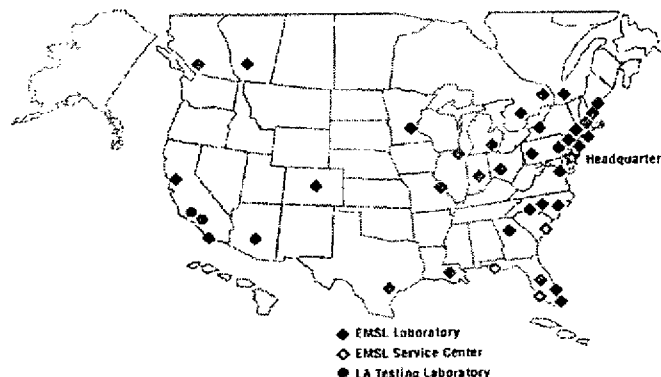 Headquarter
EMSL Laboratory
EMSL Service Center
LA Testing Laboratory